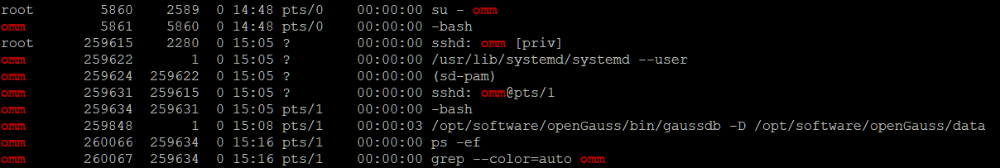 root 5860 2589 0 14:48 pts/0 00:00:00 su - omm
omm 5861 5860 0 14:48 pts/0 00:00:00 -bash
root 259615 2280 0 15:05 ? 00:00:00 sshd: omm [priv]
omm 259622 1 0 15:05 ? 00:00:00 /usr/lib/systemd/systemd --user
omm 259624 259622 0 15:05 ? 00:00:00 (sd-pam)
omm 259631 259615 0 15:05 ? 00:00:00 sshd: omm@pts/1
omm 259634 259631 0 15:05 pts/1 00:00:00 -bash
omm 259848 1 0 15:08 pts/1 00:00:03 /opt/software/openGauss/bin/gaussdb -D /opt/software/openGauss/data
omm 260066 259634 0 15:16 pts/1 00:00:00 ps -ef
omm 260067 259634 0 15:16 pts/1 00:00:00 grep --color=auto omm